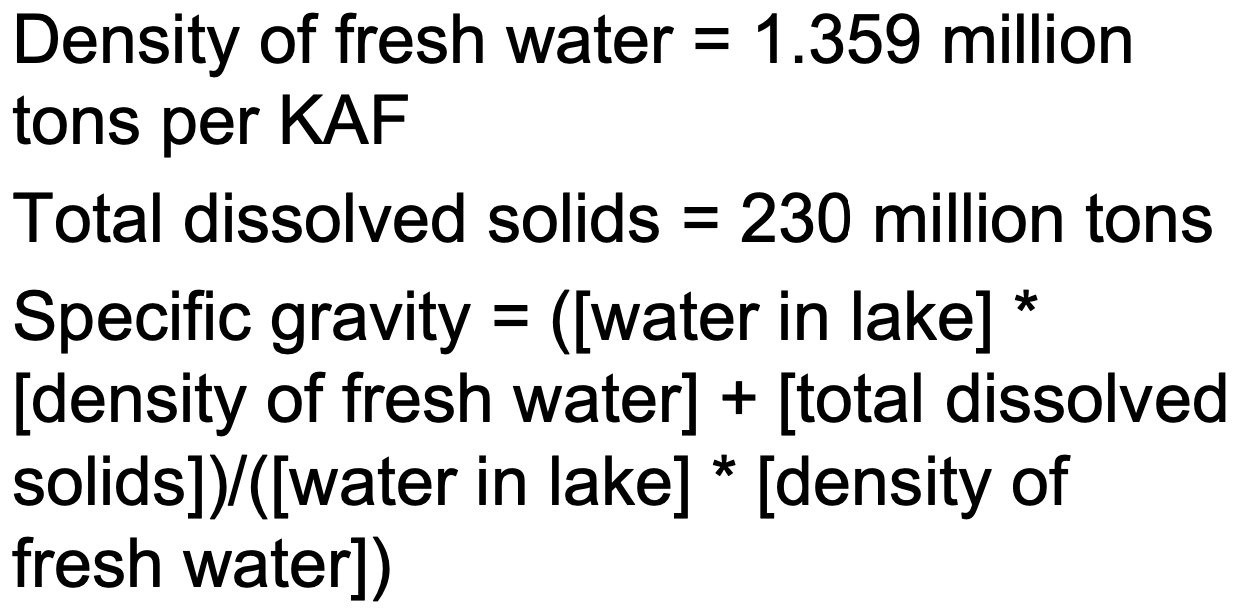 Density of fresh water = 1.359 million
tons per KAF
Total dissolved solids = 230 million tons
Specific gravity = ([water in lake] *
[density of fresh water] + [total dissolved
solids])/([water in lake] * [density of
fresh water])